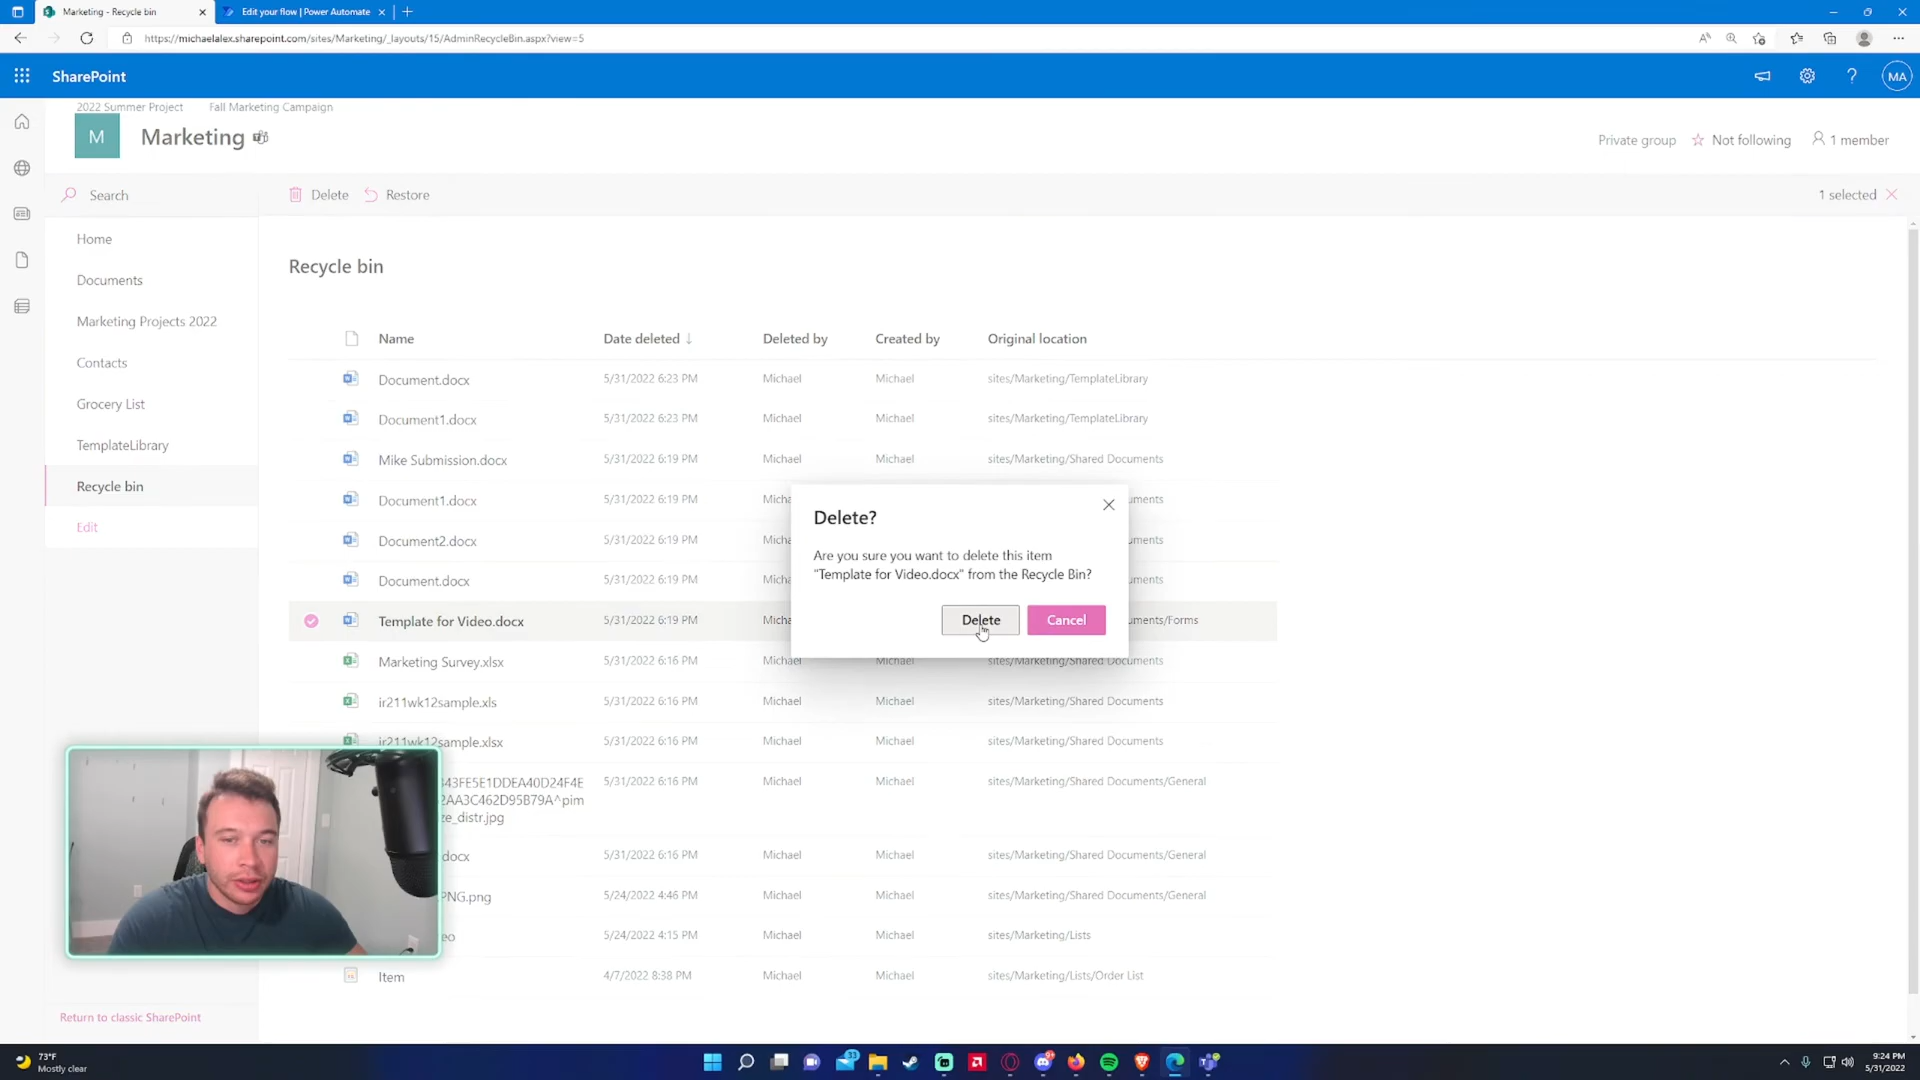 Marketing - Recycle bin
Edit your flow | Power Automate
https://michaelalex.sharepoint.com/sites/Marketing/_layouts/15/AdminRecycleBin.aspx?view=5
SharePoint
MA
2022 Summer Project
Fall Marketing Campaign
M
Marketing
Private group
Not following
1 member
Search
Delete
Restore
1 selected
Home
Documents
Marketing Projects 2022
Contacts
Grocery List
TemplateLibrary
Recycle bin
Edit
Return to classic SharePoint
Recycle bin
Name Date deleted ↓ Deleted by Created by Original location
Document.docx 5/31/2022 6:23 PM Michael Michael sites/Marketing/TemplateLibrary
Document1.docx 5/31/2022 6:23 PM Michael Michael sites/Marketing/TemplateLibrary
Mike Submission.docx 5/31/2022 6:19 PM Michael Michael sites/Marketing/Shared Documents
Document1.docx 5/31/2022 6:19 PM
Document2.docx 5/31/2022 6:19 PM
Document.docx 5/31/2022 6:19 PM
Template for Video.docx 5/31/2022 6:19 PM
Marketing Survey.xlsx 5/31/2022 6:16 PM Michael Michael sites/Marketing/Shared Documents
ir211wk12sample.xls 5/31/2022 6:16 PM Michael Michael sites/Marketing/Shared Documents
ir211wk12sample.xlsx 5/31/2022 6:16 PM Michael Michael sites/Marketing/Shared Documents
343FE5E1DDEA40D24F4E 5/31/2022 6:16 PM Michael Michael sites/Marketing/Shared Documents/General
2AA3C462D95B79A^pim
ze_distr.jpg
.docx 5/31/2022 6:16 PM Michael Michael sites/Marketing/Shared Documents/General
PNG.png 5/24/2022 4:46 PM Michael Michael sites/Marketing/Shared Documents/General
eo 5/24/2022 4:15 PM Michael Michael sites/Marketing/Lists
Item 4/7/2022 8:38 PM Michael Michael sites/Marketing/Lists/Order List
Delete?
Are you sure you want to delete this item
"Template for Video.docx" from the Recycle Bin?
Delete
Cancel
73°F
Mostly clear
33
9:24 PM
5/31/2022